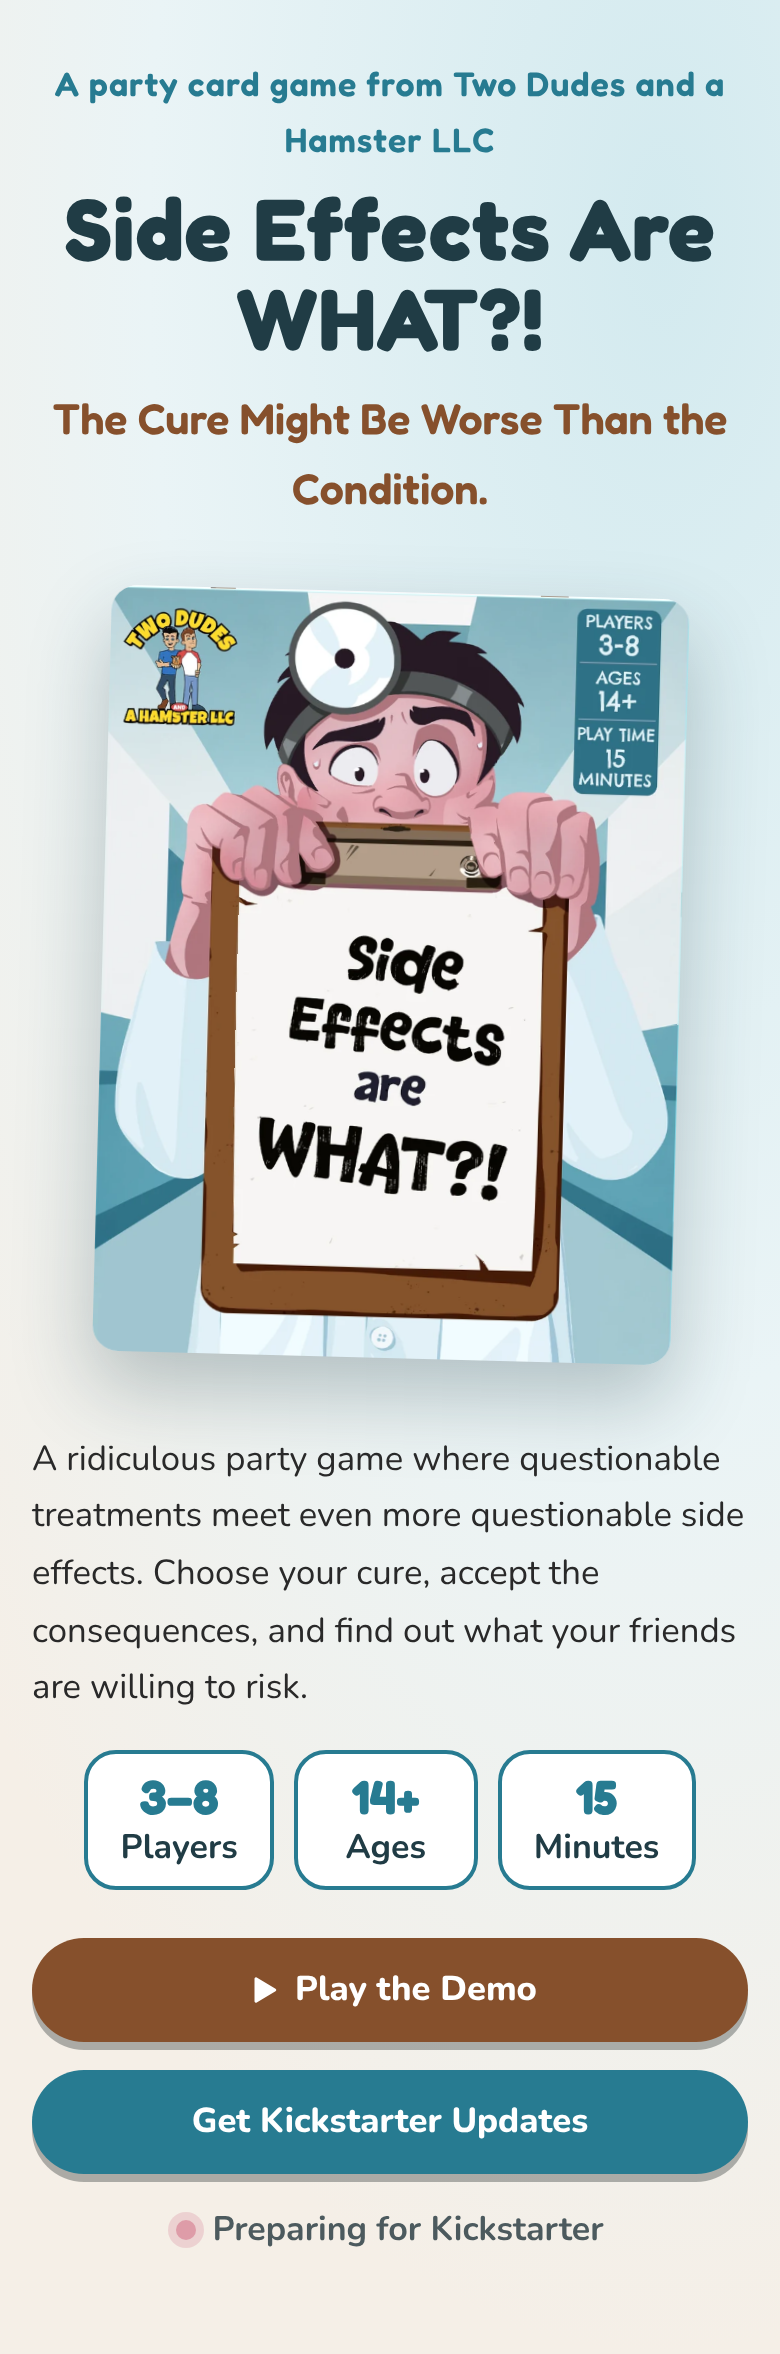 A party card game from Two Dudes and a
Hamster LLC
Side Effects Are
WHAT?!
The Cure Might Be Worse Than the
Condition.
TWO DUDES
AND
A HAMSTER LLC
PLAYERS
3-8
AGES
14+
PLAY TIME
15
MINUTES
Side
Effects
are
WHAT?!
A ridiculous party game where questionable
treatments meet even more questionable side
effects. Choose your cure, accept the
consequences, and find out what your friends
are willing to risk.
3–8
Players
14+
Ages
15
Minutes
Play the Demo
Get Kickstarter Updates
Preparing for Kickstarter